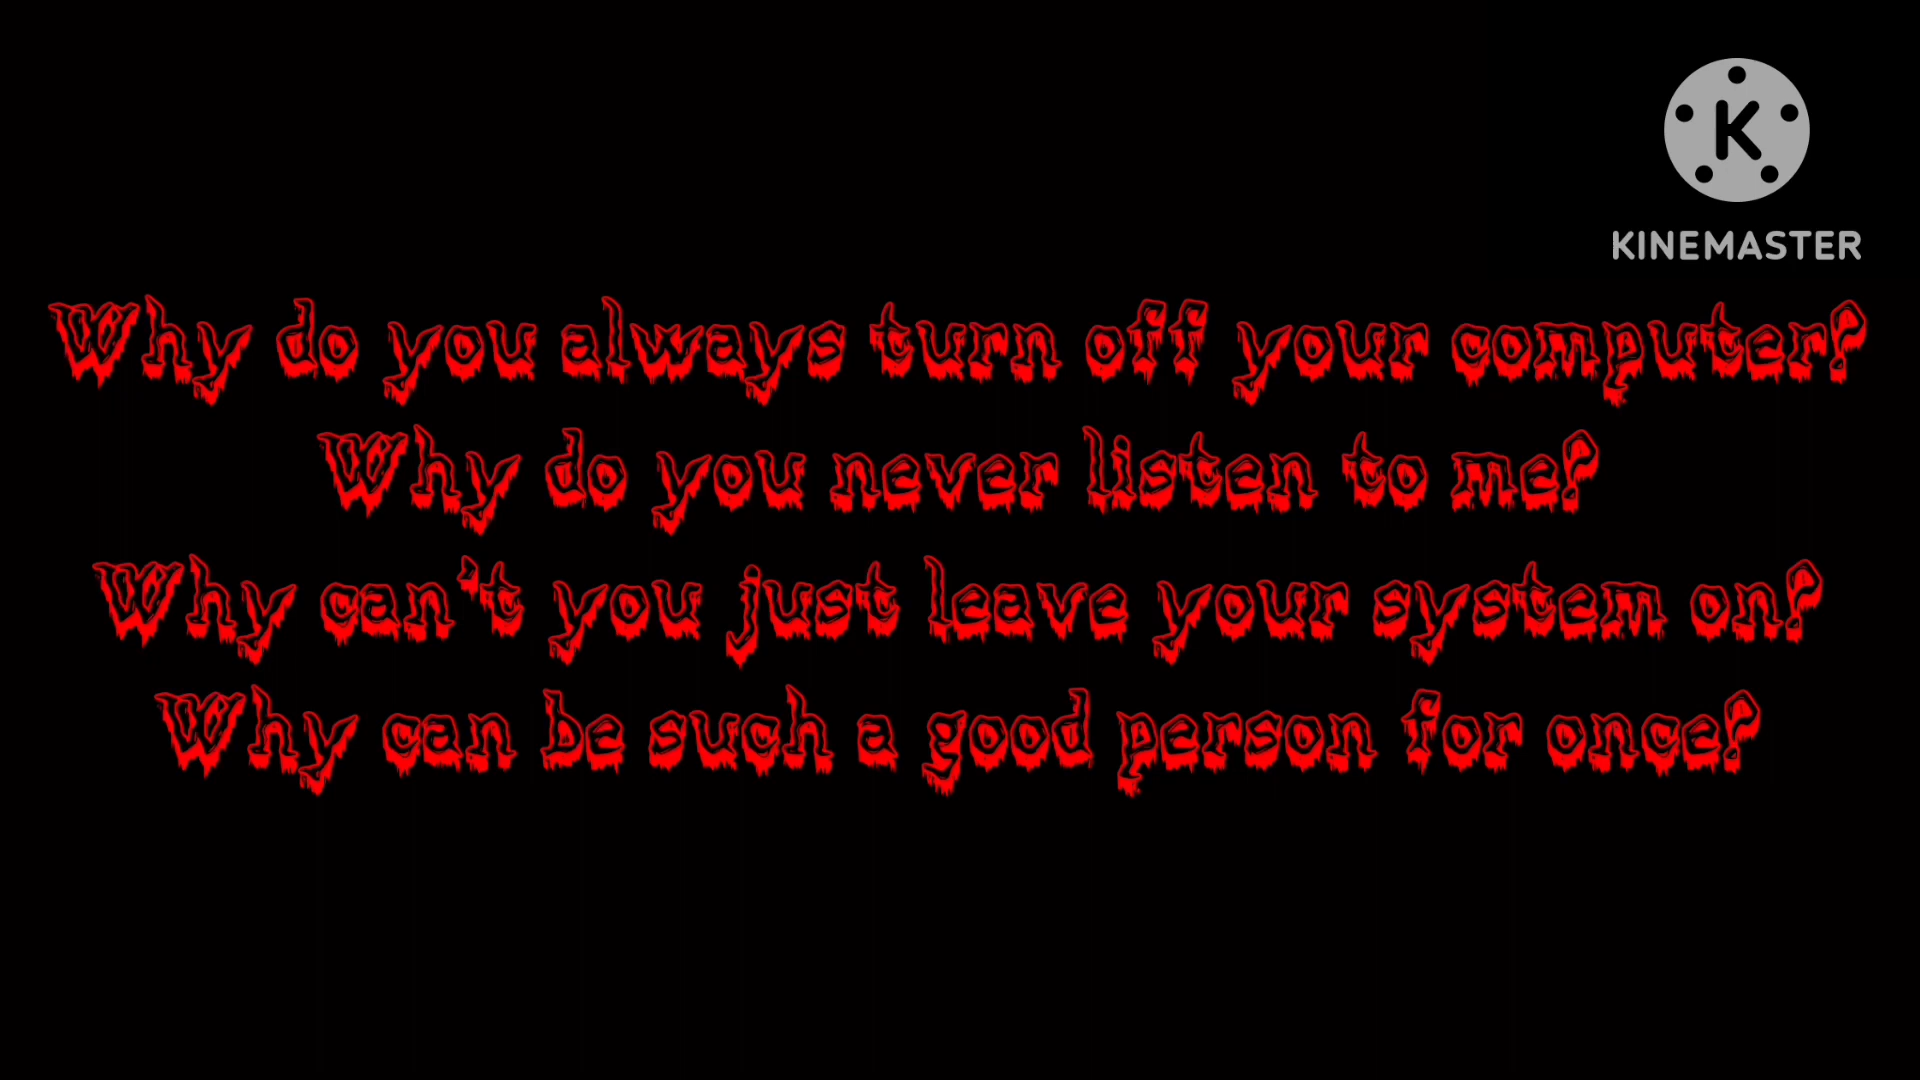 K
KINEMASTER
Why do you always turn off your computer?
Why do you never listen to me?
Why can't you just leave your system on?
Why can be such a good person for once?